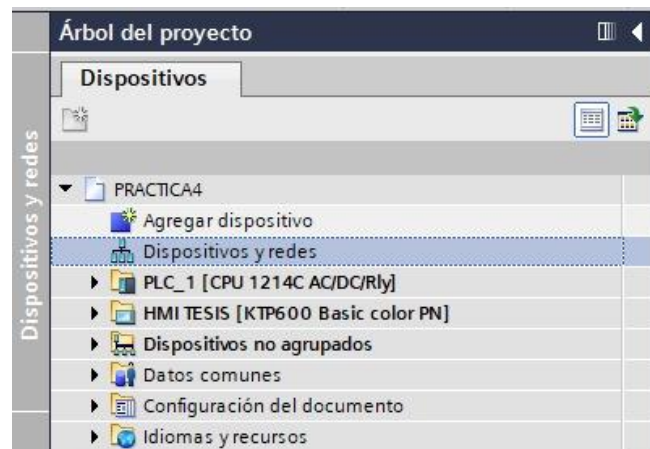 Árbol del proyecto
Dispositivos
Dispositivos y redes
PRACTICA4
Agregar dispositivo
Dispositivos y redes
PLC_1 [CPU 1214C AC/DC/Rly]
HMI TESIS [KTP600 Basic color PN]
Dispositivos no agrupados
Datos comunes
Configuración del documento
Idiomas y recursos